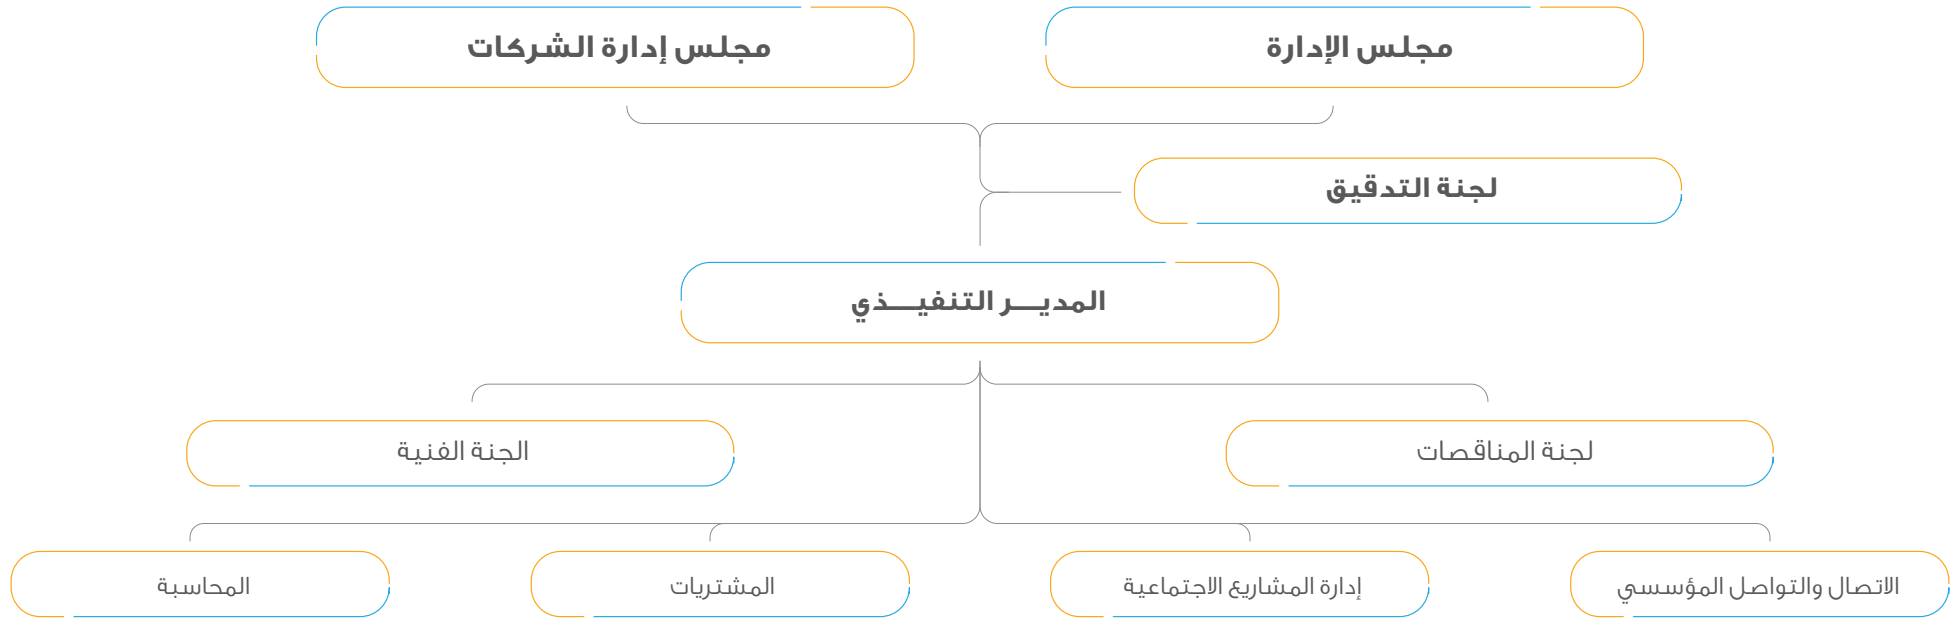 مجلس الإدارة
مجلس إدارة الشركات
لجنة التدقيق
المديـــر التنفيـــذي
لجنة المناقصات
الجنة الفنية
الاتصال والتواصل المؤسسي
إدارة المشاريع الاجتماعية
المشتريات
المحاسبة